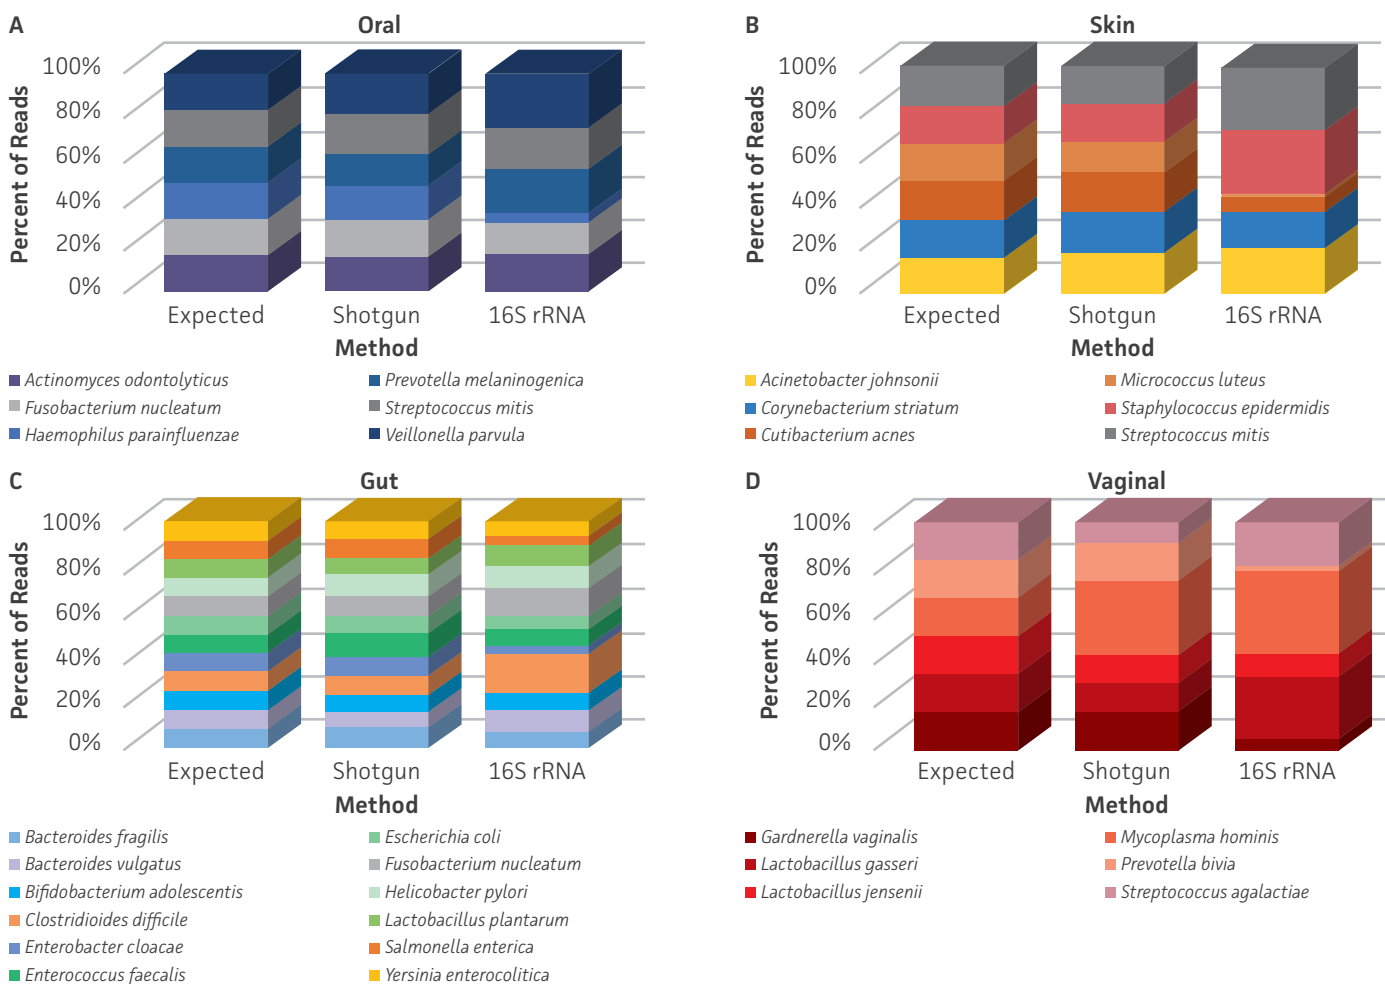 A
Oral
Percent of Reads
100%
80%
60%
40%
20%
0%
Expected
Shotgun
16S rRNA
Method
Actinomyces odontolyticus
Fusobacterium nucleatum
Haemophilus parainfluenzae
Prevotella melaninogenica
Streptococcus mitis
Veillonella parvula
B
Skin
Percent of Reads
100%
80%
60%
40%
20%
0%
Expected
Shotgun
16S rRNA
Method
Acinetobacter johnsonii
Corynebacterium striatum
Cutibacterium acnes
Micrococcus luteus
Staphylococcus epidermidis
Streptococcus mitis
C
Gut
Percent of Reads
100%
80%
60%
40%
20%
0%
Expected
Shotgun
16S rRNA
Method
Bacteroides fragilis
Bacteroides vulgatus
Bifidobacterium adolescentis
Clostridioides difficile
Enterobacter cloacae
Enterococcus faecalis
Escherichia coli
Fusobacterium nucleatum
Helicobacter pylori
Lactobacillus plantarum
Salmonella enterica
Yersinia enterocolitica
D
Vaginal
Percent of Reads
100%
80%
60%
40%
20%
0%
Expected
Shotgun
16S rRNA
Method
Gardnerella vaginalis
Lactobacillus gasseri
Lactobacillus jensenii
Mycoplasma hominis
Prevotella bivia
Streptococcus agalactiae